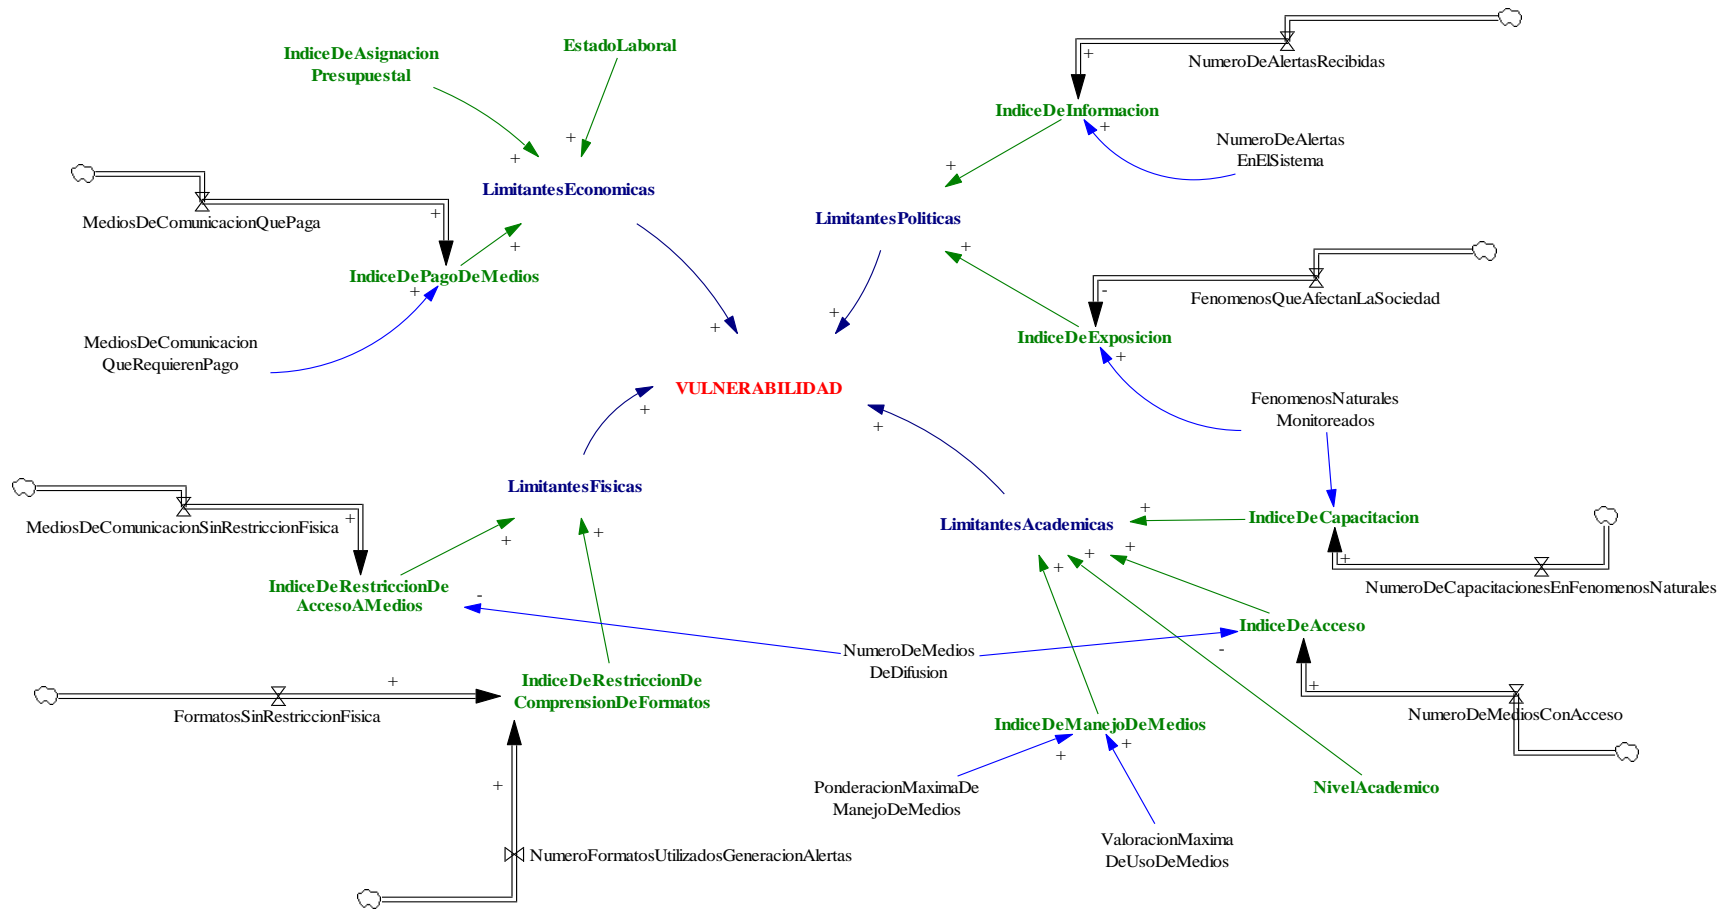 IndiceDeAsignacion
Presupuestal
+
EstadoLaboral
+
LimitantesEconomicas
MediosDeComunicacionQuePaga
+
IndiceDePagoDeMedios
+
+
MediosDeComunicacion
QueRequierenPago
+
NumeroDeAlertasRecibidas
+
IndiceDeInformacion
+
NumeroDeAlertas
EnElSistema
+
LimitantesPoliticas
+
FenomenosQueAfectanLaSociedad
-
IndiceDeExposicion
+
+
VULNERABILIDAD
+
+
FenomenosNaturales
Monitoreados
LimitantesFisicas
MediosDeComunicacionSinRestriccionFisica
+
+
+
IndiceDeRestriccionDe
AccesoAMedios
-
LimitantesAcademicas
+
IndiceDeCapacitacion
+
NumeroDeCapacitacionesEnFenomenosNaturales
+
+
+
IndiceDeAcceso
-
NumeroDeMedios
DeDifusion
+
NumeroDeMediosConAcceso
IndiceDeRestriccionDe
ComprensionDeFormatos
+
FormatosSinRestriccionFisica
IndiceDeManejoDeMedios
+
+
PonderacionMaximaDe
ManejoDeMedios
NivelAcademico
+
ValoracionMaxima
DeUsoDeMedios
NumeroFormatosUtilizadosGeneracionAlertas